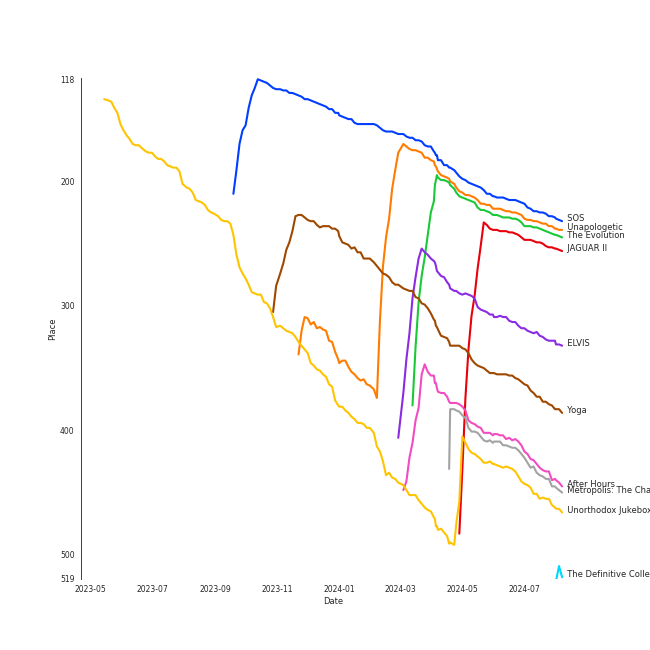 118
200
300
400
500
519
Place
2023-05
2023-07
2023-09
2023-11
2024-01
2024-03
2024-05
2024-07
Date
SOS
Unapologetic
The Evolution
JAGUAR II
ELVIS
Yoga
After Hours
Metropolis: The Cha
Unorthodox Jukebox
The Definitive Colle